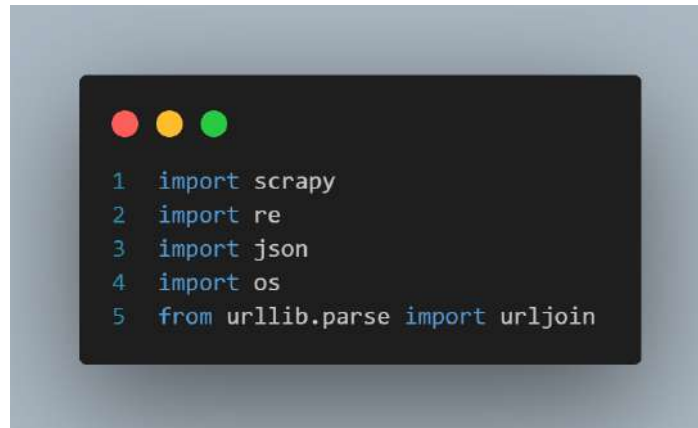 1 import scrapy
2 import re
3 import json
4 import os
5 from urllib.parse import urljoin